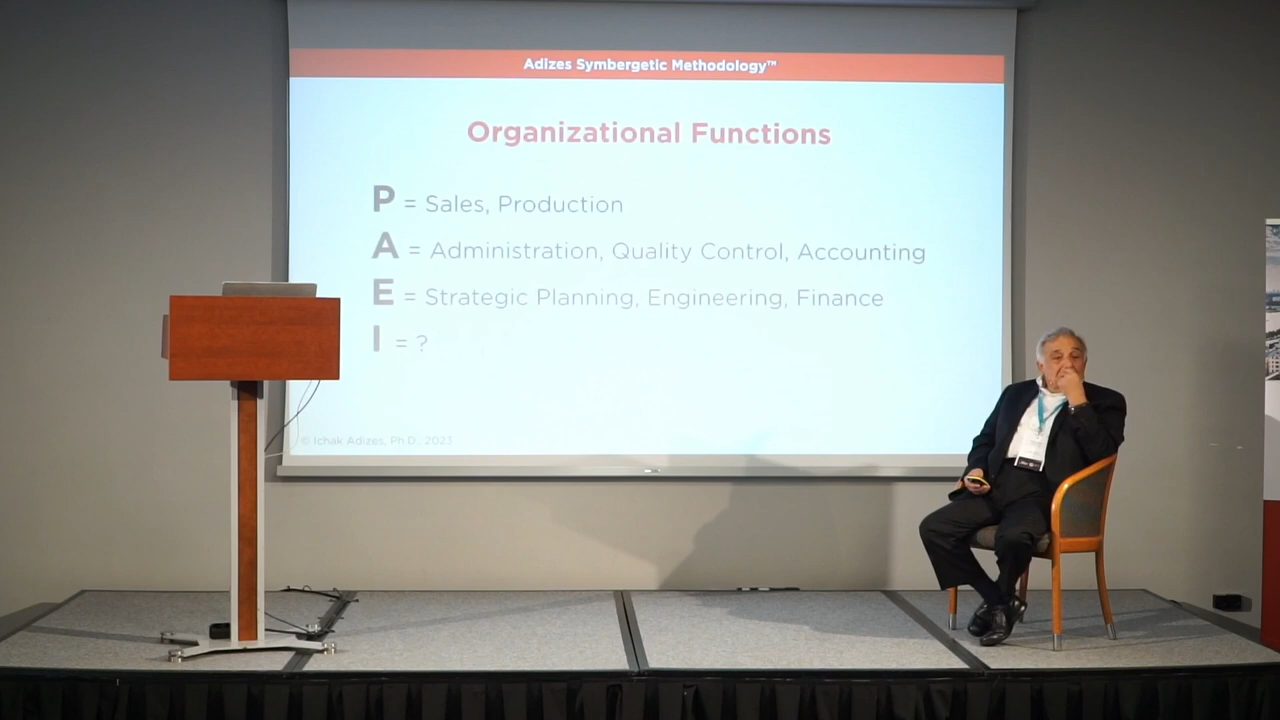 Adizes Symbergetic Methodology™
Organizational Functions
P = Sales, Production
A = Administration, Quality Control, Accounting
E = Strategic Planning, Engineering, Finance
I = ?
© Ichak Adizes, Ph.D., 2023